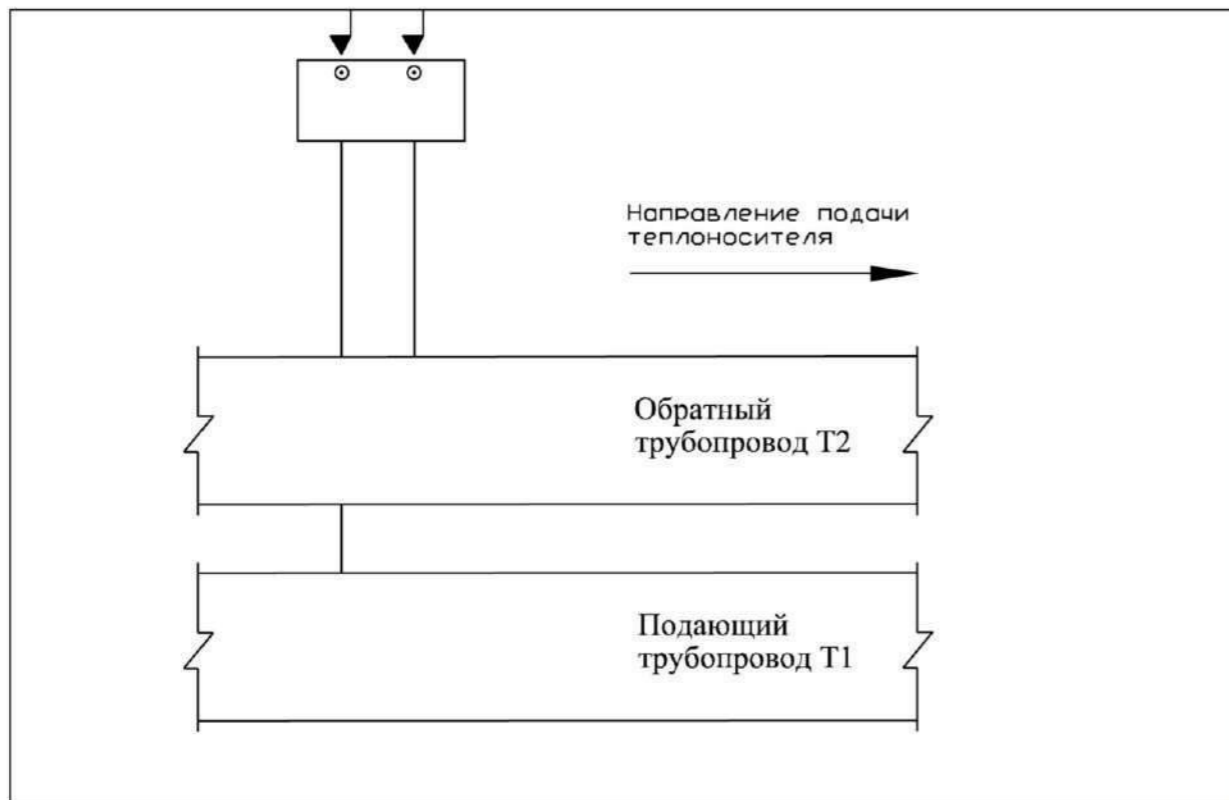 Направление подачи
теплоносителя
Обратный
трубопровод Т2
Подающий
трубопровод Т1